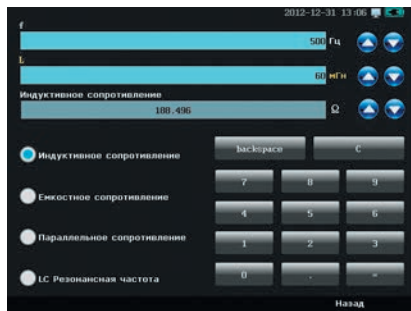 2012-12-31 13:06
f
500 Гц
L
60 мГн
Индуктивное сопротивление
188.496 Ω
Индуктивное сопротивление
backspace C
Емкостное сопротивление
7 8 9
4 5 6
Параллельное сопротивление
1 2 3
LC Резонансная частота
0 . =
Назад